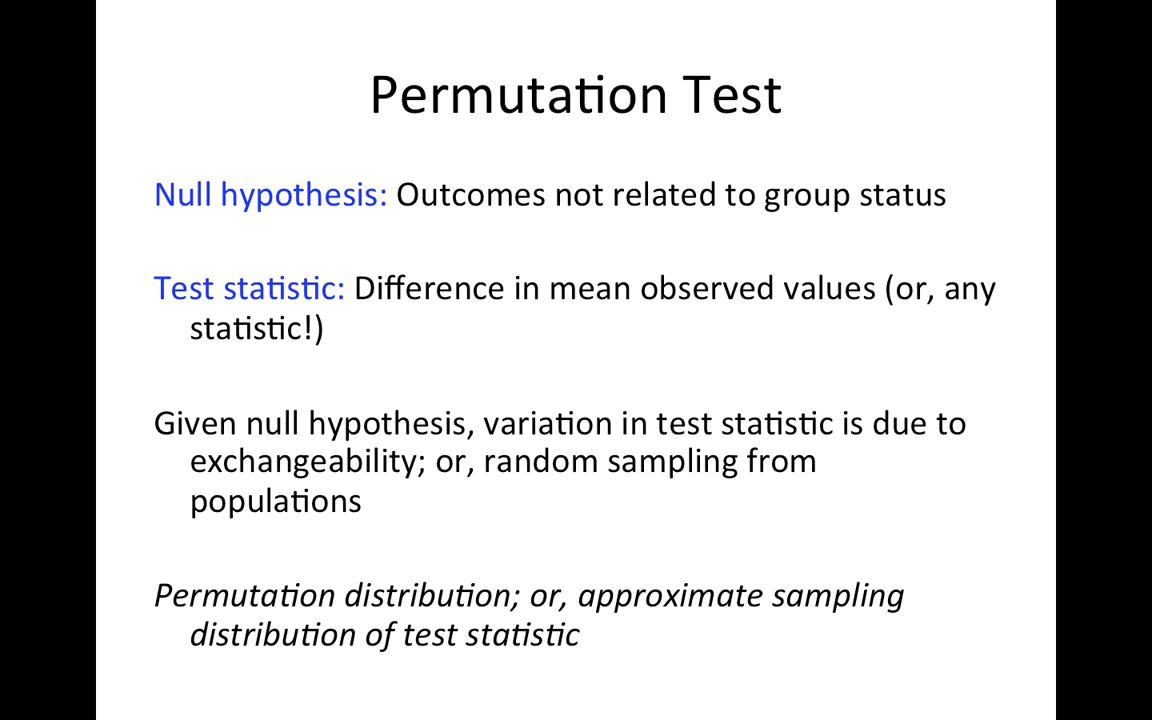 Permutation Test
Null hypothesis: Outcomes not related to group status
Test statistic: Difference in mean observed values (or, any
statistic!)
Given null hypothesis, variation in test statistic is due to
exchangeability; or, random sampling from
populations
Permutation distribution; or, approximate sampling
distribution of test statistic